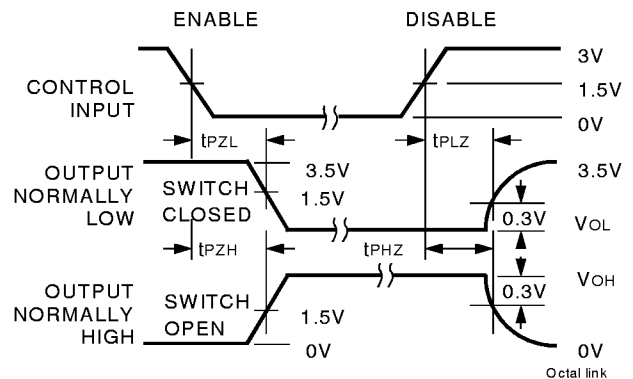 ENABLE DISABLE
3V
CONTROL
INPUT
1.5V
0V
tPZL tPLZ
OUTPUT
NORMALLY
LOW
3.5V 3.5V
SWITCH
CLOSED
1.5V
0.3V VOL
tPZH tPHZ
OUTPUT
NORMALLY
HIGH
SWITCH
OPEN
1.5V
0V
0.3V VOH
0V
Octal link